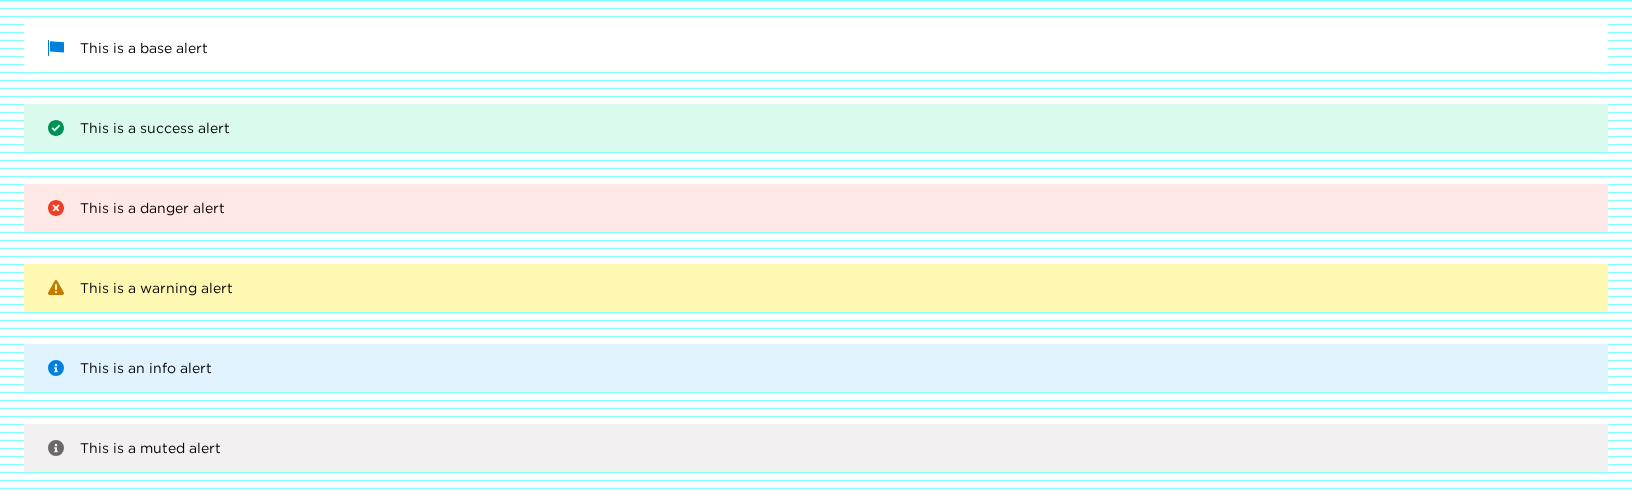 This is a base alert
This is a success alert
This is a danger alert
This is a warning alert
This is an info alert
This is a muted alert